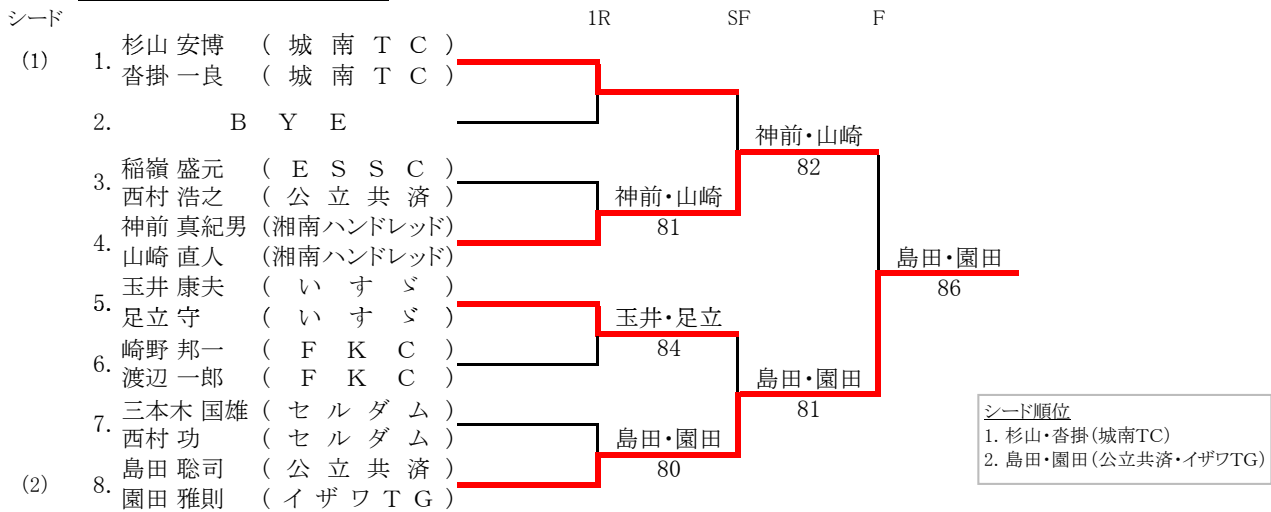 シード 1R SF F
(1) 1. 杉山 安博 ( 城 南 T C )
沓掛 一良 ( 城 南 T C )
2. B Y E
神前・山崎
82
3. 稲嶺 盛元 ( E S S C )
西村 浩之 ( 公 立 共 済 )
神前・山崎
81
4. 神前 真紀男 (湘南ハンドレッド)
山崎 直人 (湘南ハンドレッド)
島田・園田
86
5. 玉井 康夫 ( い す ゞ )
足立 守 ( い す ゞ )
玉井・足立
84
6. 崎野 邦一 ( F K C )
渡辺 一郎 ( F K C )
島田・園田
81
7. 三本木 国雄 ( セ ル ダ ム )
西村 功 ( セ ル ダ ム )
島田・園田
80
(2) 8. 島田 聡司 ( 公 立 共 済 )
園田 雅則 ( イ ザ ワ T G )
シード順位
1. 杉山・沓掛(城南TC)
2. 島田・園田(公立共済・イザワTG)